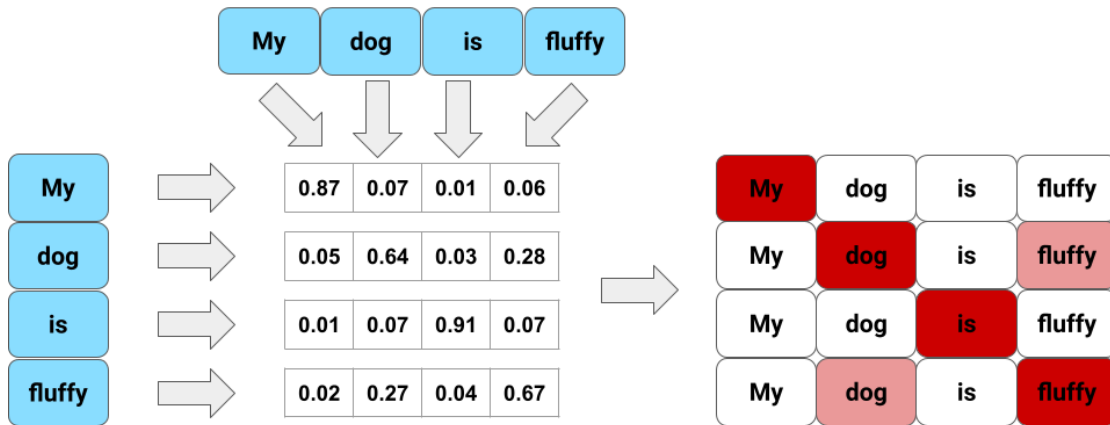 My dog is fluffy
My 0.87 0.07 0.01 0.06 My dog is fluffy
dog 0.05 0.64 0.03 0.28 My dog is fluffy
is 0.01 0.07 0.91 0.07 My dog is fluffy
fluffy 0.02 0.27 0.04 0.67 My dog is fluffy